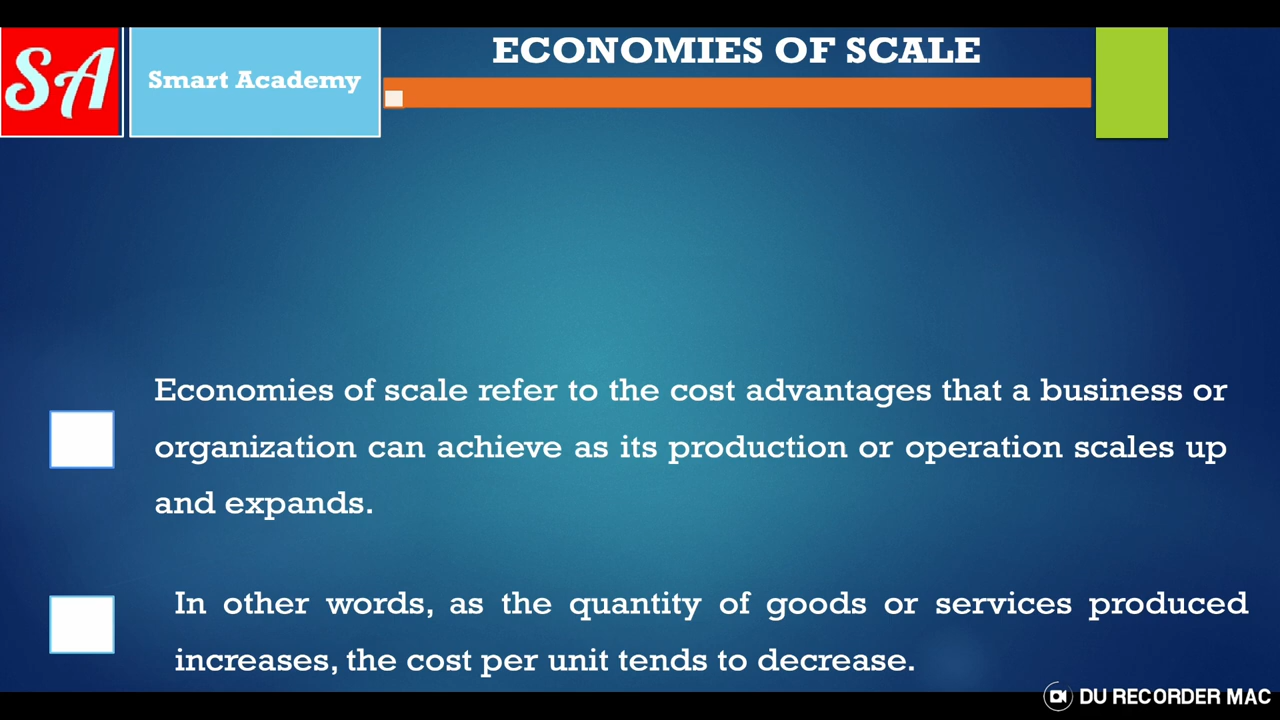 ECONOMIES OF SCALE
SA
Smart Academy
Economies of scale refer to the cost advantages that a business or
organization can achieve as its production or operation scales up
and expands.
In other words, as the quantity of goods or services produced
increases, the cost per unit tends to decrease.
DU RECORDER MAC